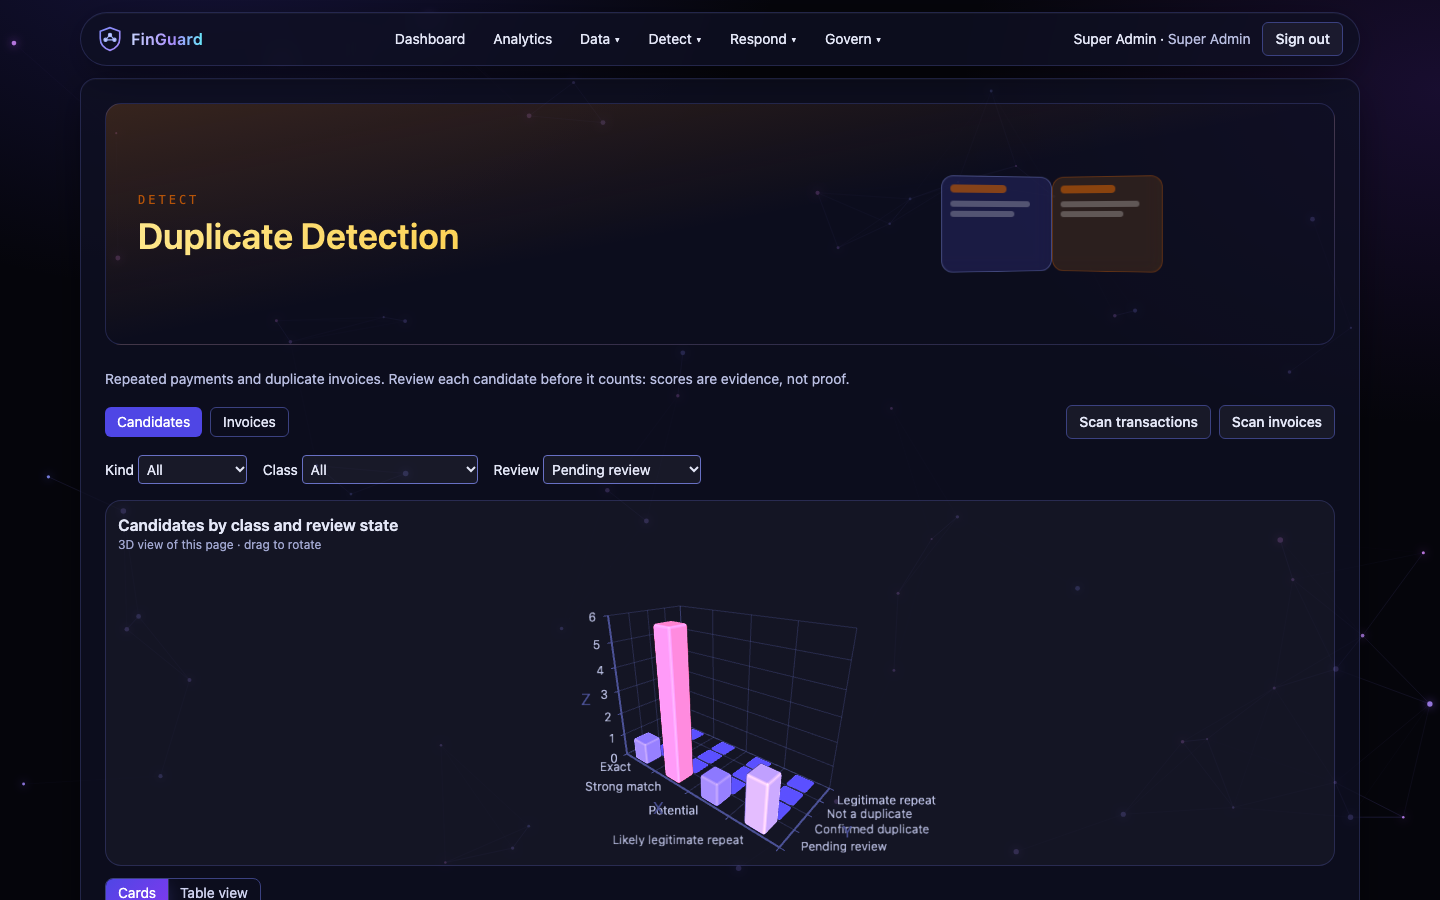 FinGuard
Dashboard Analytics Data ▾ Detect ▾ Respond ▾ Govern ▾
Super Admin · Super Admin Sign out
DETECT
Duplicate Detection
Repeated payments and duplicate invoices. Review each candidate before it counts: scores are evidence, not proof.
Candidates Invoices Scan transactions Scan invoices
Kind All Class All Review Pending review
Candidates by class and review state
3D view of this page · drag to rotate
6
5
4
Z 3
2
1
0
Exact
Strong match
X
Potential
Likely legitimate repeat
Legitimate repeat
Not a duplicate
Y
Confirmed duplicate
Pending review
Cards Table view